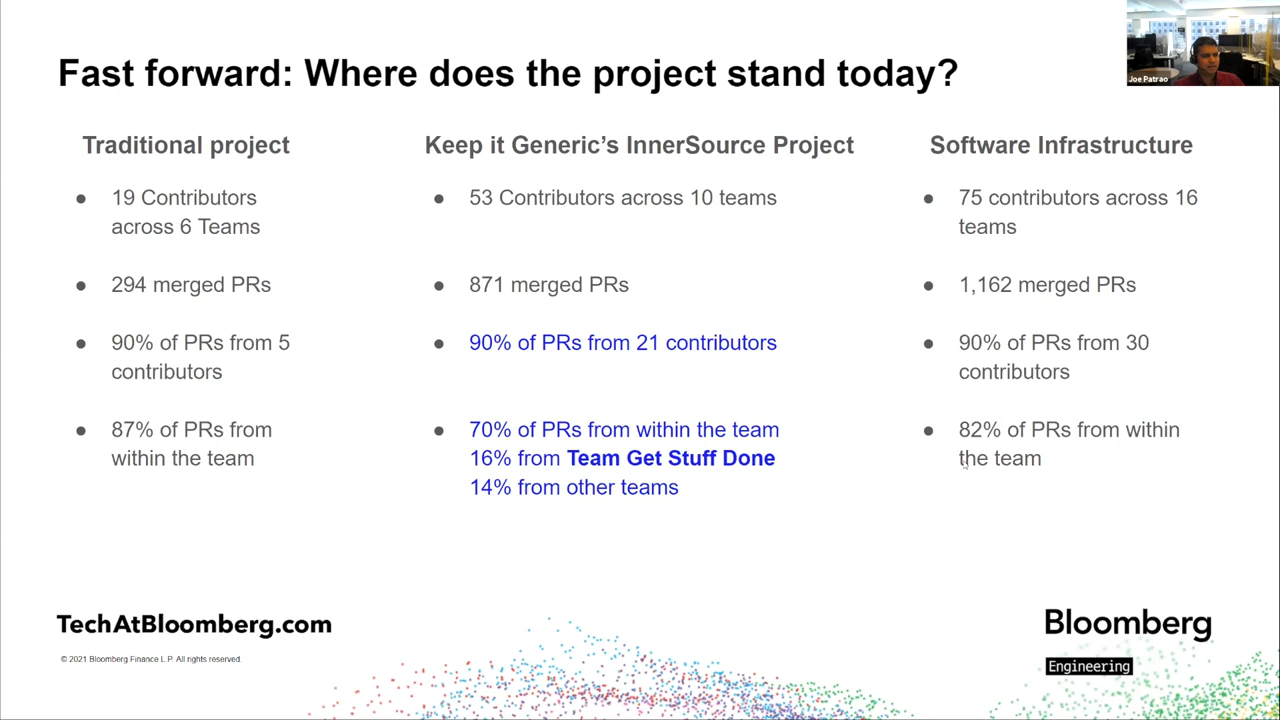 Fast forward: Where does the project stand today?
Joe Patrao
Traditional project
● 19 Contributors
across 6 Teams
● 294 merged PRs
● 90% of PRs from 5
contributors
● 87% of PRs from
within the team
Keep it Generic’s InnerSource Project
● 53 Contributors across 10 teams
● 871 merged PRs
● 90% of PRs from 21 contributors
● 70% of PRs from within the team
16% from Team Get Stuff Done
14% from other teams
Software Infrastructure
● 75 contributors across 16
teams
● 1,162 merged PRs
● 90% of PRs from 30
contributors
● 82% of PRs from within
the team
TechAtBloomberg.com
© 2021 Bloomberg Finance L.P. All rights reserved.
Bloomberg
Engineering